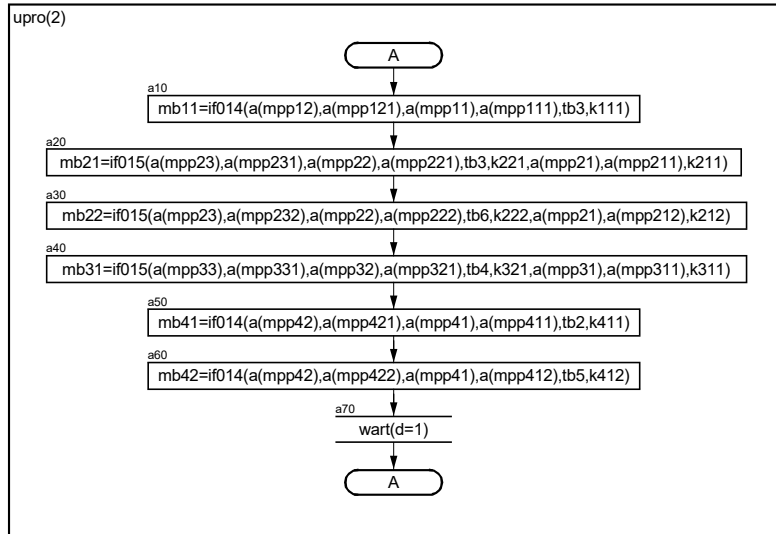 upro(2)
A
a10
mb11=if014(a(mpp12),a(mpp121),a(mpp11),a(mpp111),tb3,k111)
a20
mb21=if015(a(mpp23),a(mpp231),a(mpp22),a(mpp221),tb3,k221,a(mpp21),a(mpp211),k211)
a30
mb22=if015(a(mpp23),a(mpp232),a(mpp22),a(mpp222),tb6,k222,a(mpp21),a(mpp212),k212)
a40
mb31=if015(a(mpp33),a(mpp331),a(mpp32),a(mpp321),tb4,k321,a(mpp31),a(mpp311),k311)
a50
mb41=if014(a(mpp42),a(mpp421),a(mpp41),a(mpp411),tb2,k411)
a60
mb42=if014(a(mpp42),a(mpp422),a(mpp41),a(mpp412),tb5,k412)
a70
wart(d=1)
A